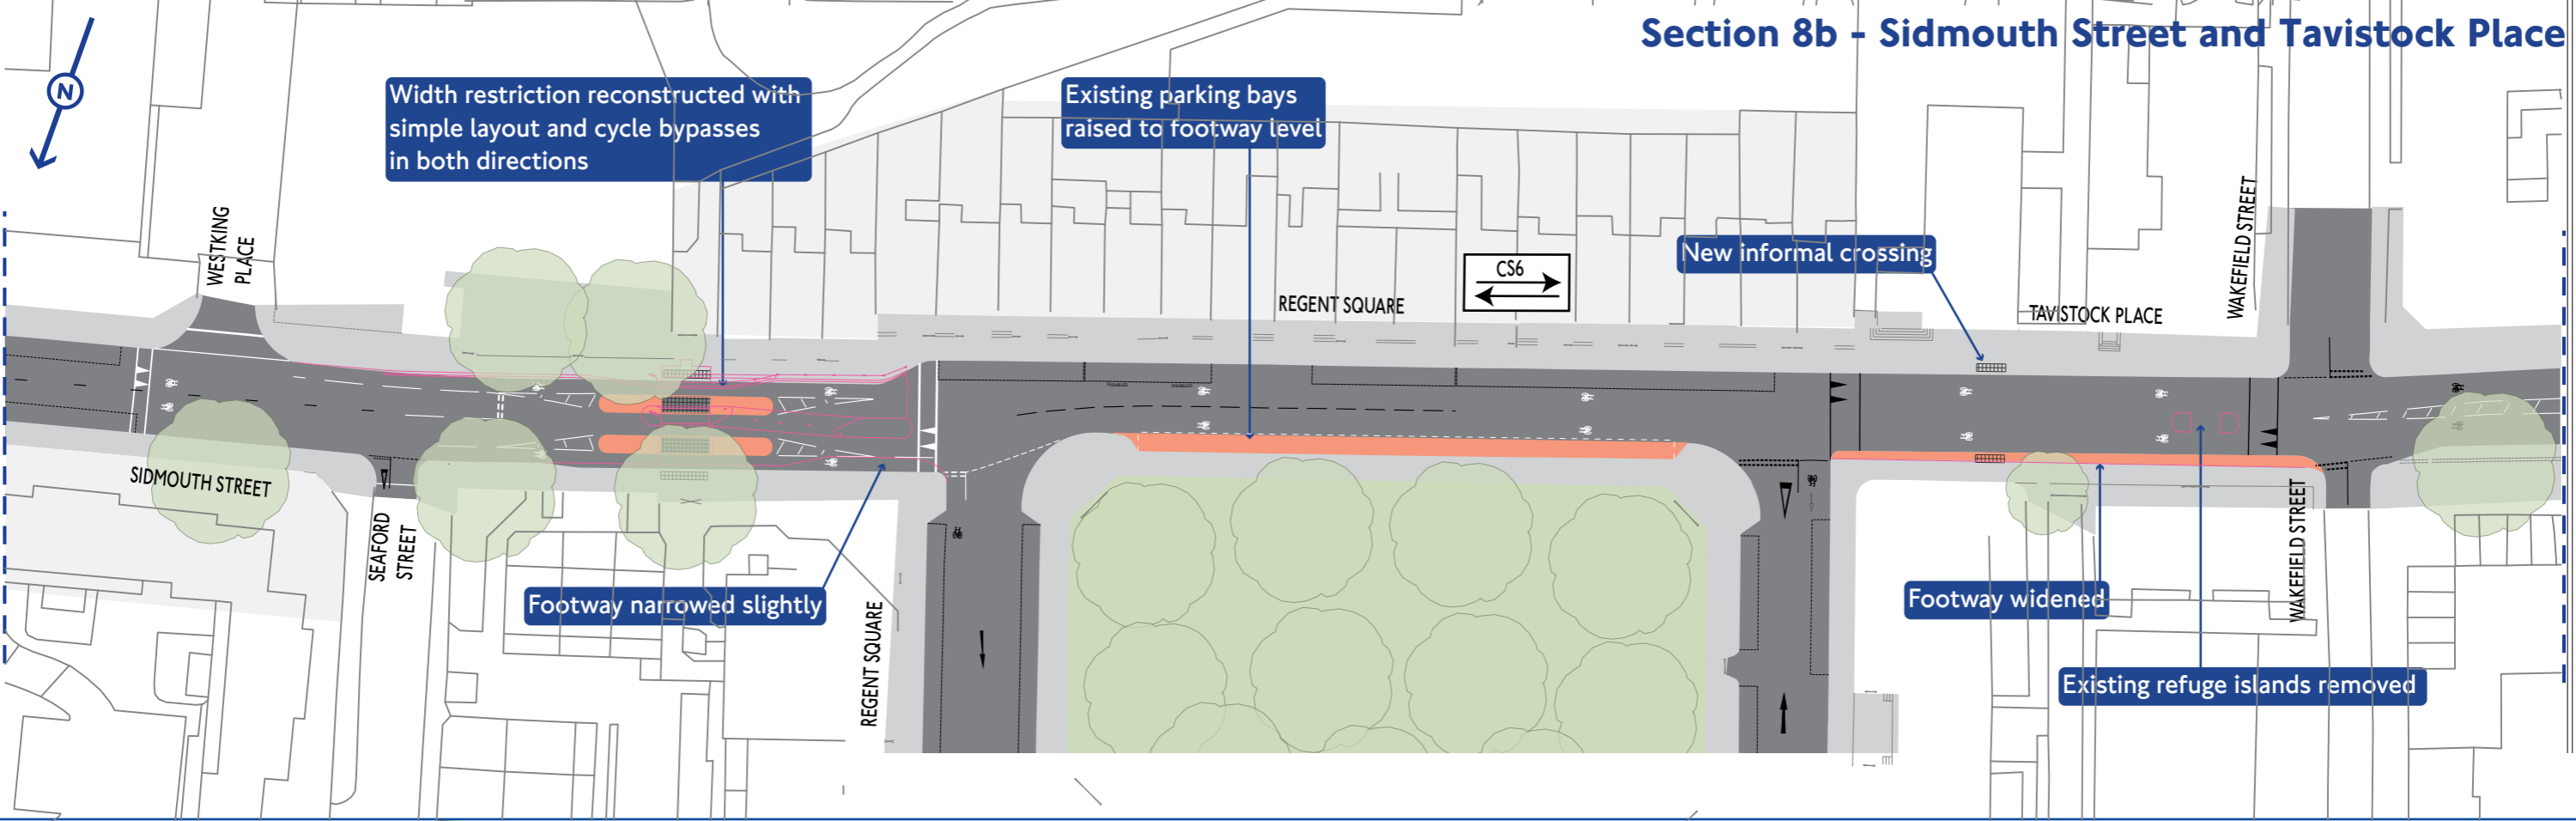 Section 8b - Sidmouth Street and Tavistock Place
N
Width restriction reconstructed with
simple layout and cycle bypasses
in both directions
Existing parking bays
raised to footway level
WESTKING
PLACE
New informal crossing
CS6
REGENT SQUARE
TAVISTOCK PLACE
WAKEFIELD STREET
SIDMOUTH STREET
SEAFORD
STREET
Footway narrowed slightly
REGENT SQUARE
Footway widened
WAKEFIELD STREET
Existing refuge islands removed